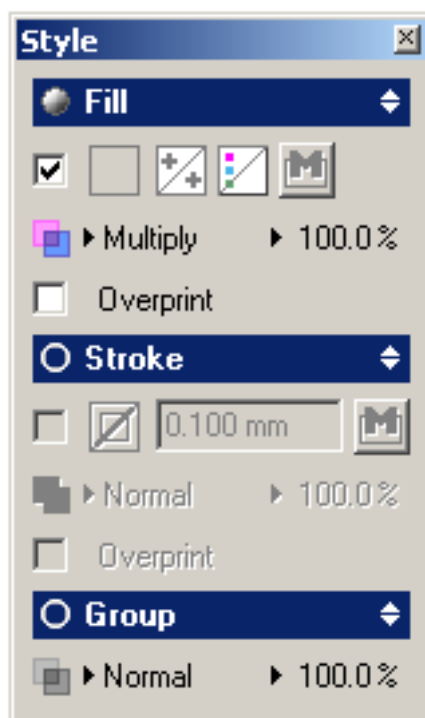 Style
Fill
M
Multiply 100.0%
Overprint
Stroke
0.100 mm M
Normal 100.0%
Overprint
Group
Normal 100.0%